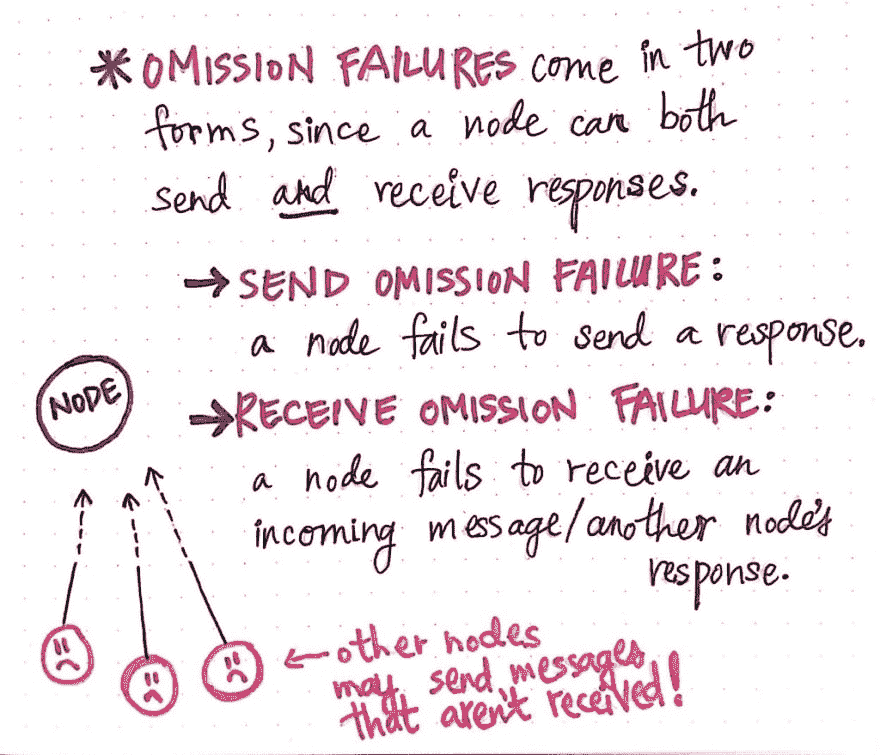 * OMISSION FAILURES come in two
forms, since a node can both
send and receive responses.
→ SEND OMISSION FAILURE:
a node fails to send a response.
NODE
→ RECEIVE OMISSION FAILURE:
a node fails to receive an
incoming message/another node's
response.
← other nodes
may send messages
that aren't received!